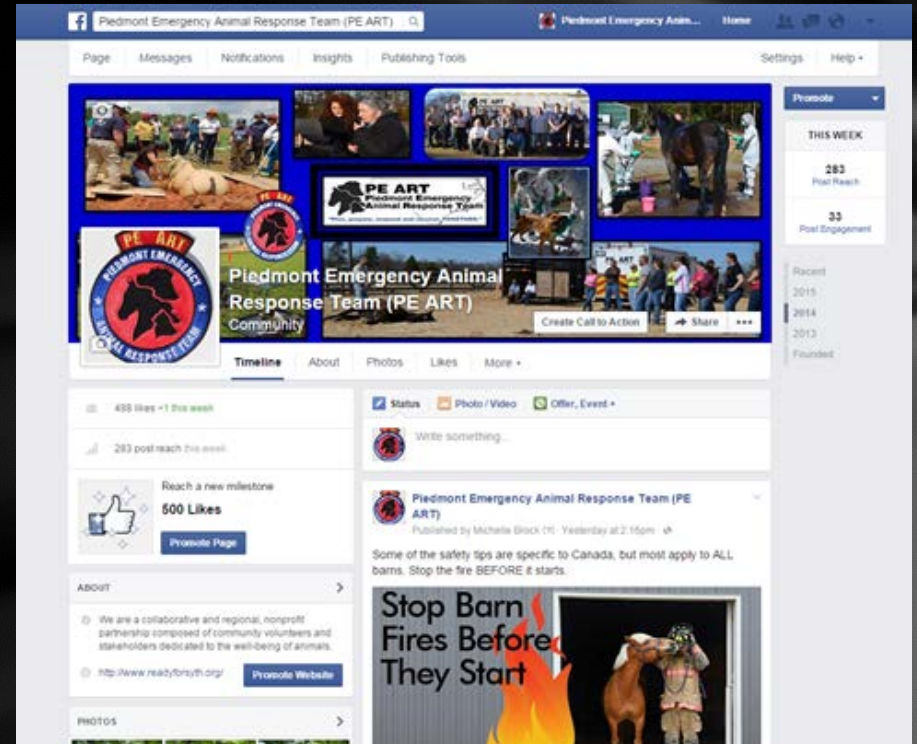 Piedmont Emergency Animal Response Team (PE ART)
Piedmont Emergency Anim...
Home
Page Messages Notifications Insights Publishing Tools
Settings Help
Promote
THIS WEEK
283
Post Reach
33
Post Engagement
Recent
2015
2014
2013
Founded
PE ART
PE ART
Piedmont Emergency
Animal Response Team
PE ART
PE ART
PIEDMONT EMERGENCY
ANIMAL RESPONSE TEAM
Piedmont Emergency Animal
Response Team (PE ART)
Community
Create Call to Action
Share
Timeline About Photos Likes More
488 likes +1 this week
283 post reach this week
Reach a new milestone
500 Likes
Promote Page
ABOUT
We are a collaborative and regional, nonprofit
partnership composed of community volunteers and
stakeholders dedicated to the well-being of animals.
http://www.readyforsyth.org/
Promote Website
PHOTOS
Status Photo / Video Offer, Event +
Write something...
Piedmont Emergency Animal Response Team (PE
ART)
Published by Michelle Brock · Yesterday at 2:16pm
Some of the safety tips are specific to Canada, but most apply to ALL
barns. Stop the fire BEFORE it starts.
Stop Barn
Fires Before
They Start